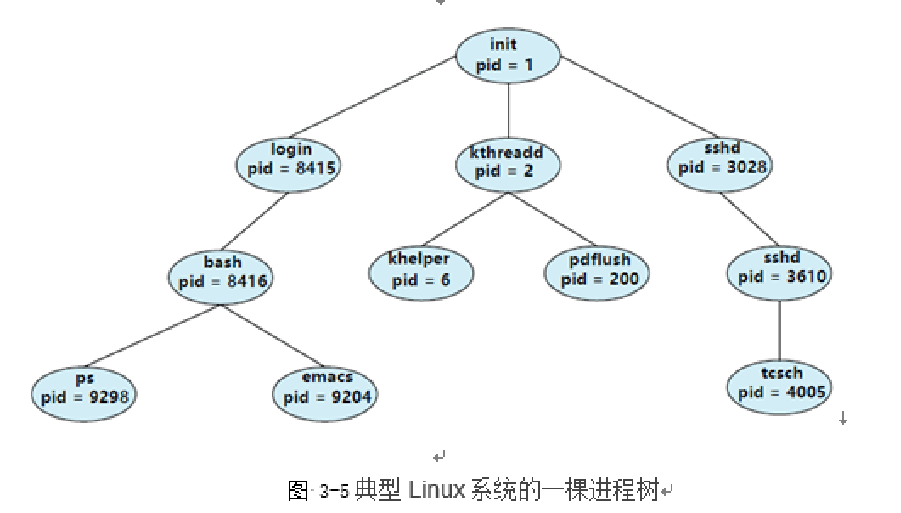 init
pid = 1
login
pid = 8415
kthreadd
pid = 2
sshd
pid = 3028
bash
pid = 8416
khelper
pid = 6
pdflush
pid = 200
sshd
pid = 3610
ps
pid = 9298
emacs
pid = 9204
tcsch
pid = 4005
图 3-5 典型 Linux 系统的一棵进程树